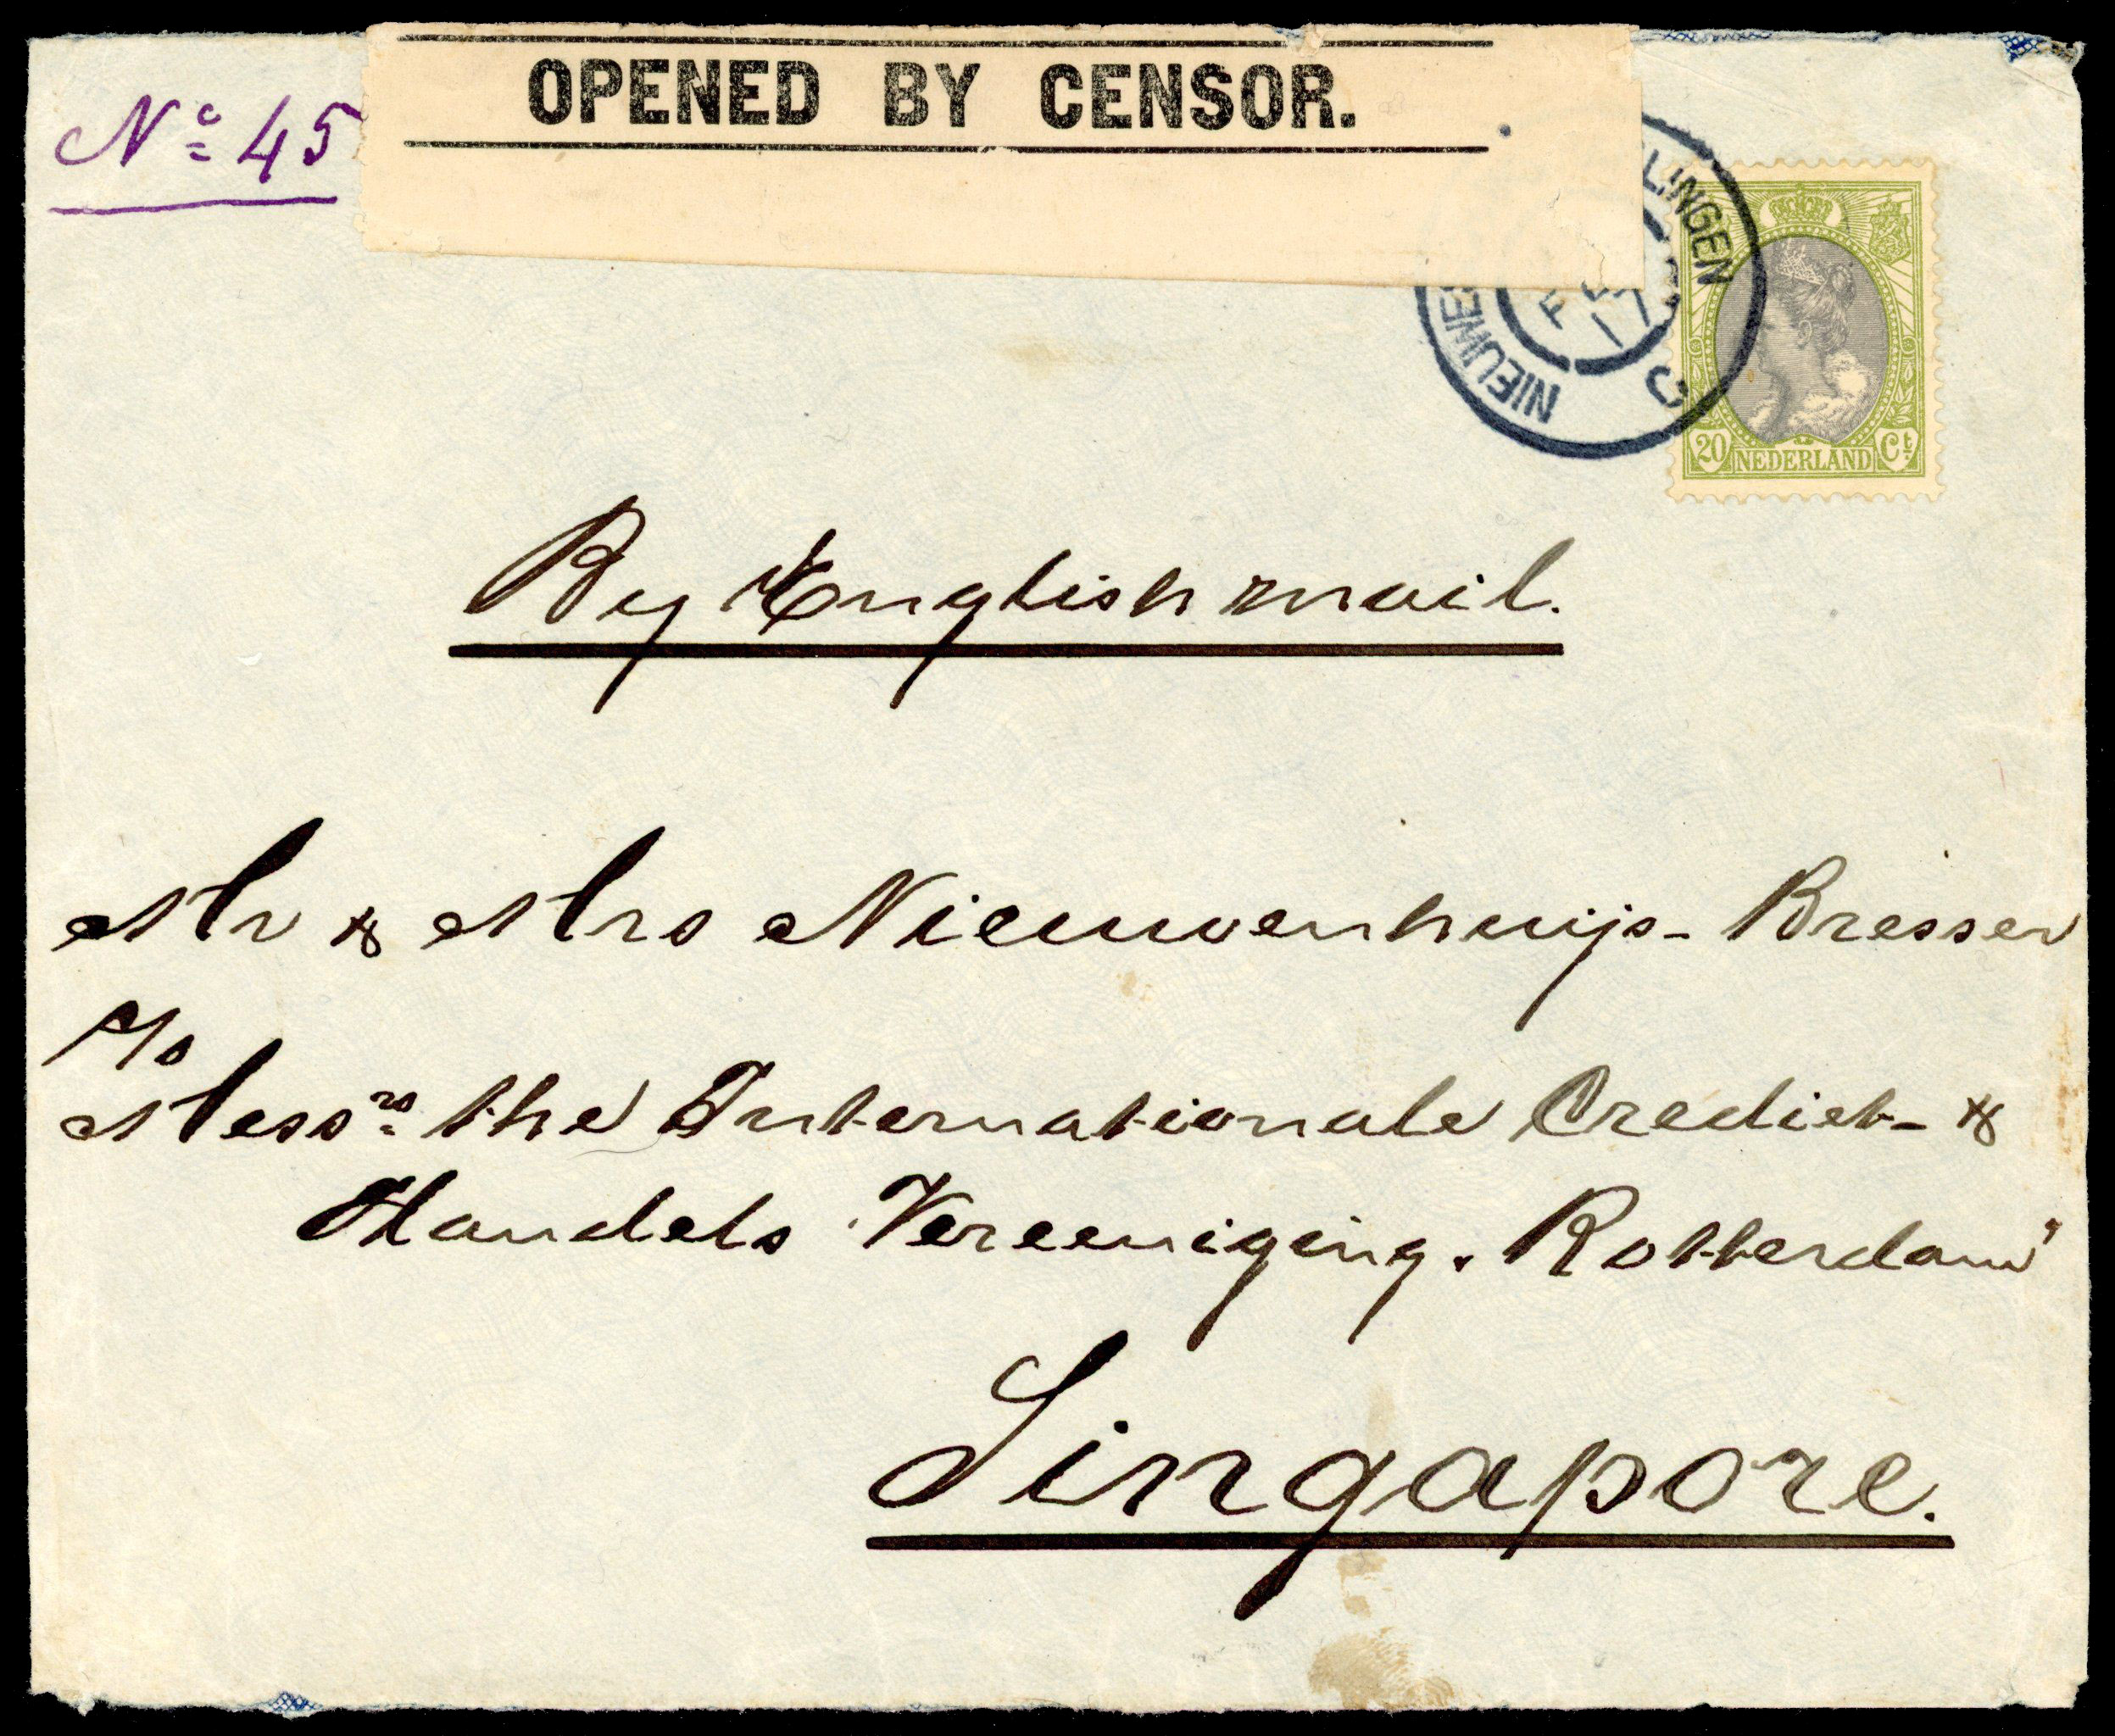 OPENED BY CENSOR.
No 45
LINGEN
NIEUWE
C
17
20 NEDERLAND Ct.
By English mail.
Mr & Mrs Nieuwenhuijs - Bresser
c/o
Messrs the Internationale Crediet- &
Handels Vereeniging. Rotterdam"
Singapore.